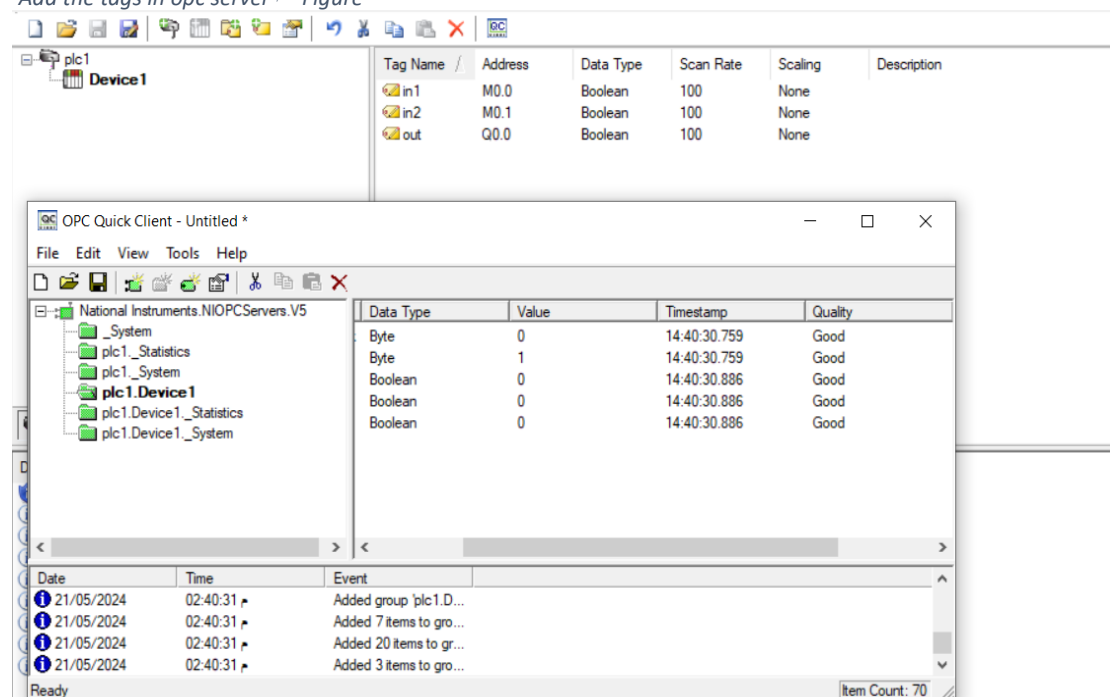 Add the tags in opc server
Figure
plc1
Device1
Tag Name / Address Data Type Scan Rate Scaling Description
in1 M0.0 Boolean 100 None
in2 M0.1 Boolean 100 None
out Q0.0 Boolean 100 None
OPC Quick Client - Untitled *
File Edit View Tools Help
National Instruments.NIOPCServers.V5
_System
plc1._Statistics
plc1._System
plc1.Device1
plc1.Device1._Statistics
plc1.Device1._System
Data Type Value Timestamp Quality
Byte 0 14:40:30.759 Good
Byte 1 14:40:30.759 Good
Boolean 0 14:40:30.886 Good
Boolean 0 14:40:30.886 Good
Boolean 0 14:40:30.886 Good
Date Time Event
21/05/2024 02:40:31 م Added group 'plc1.D...
21/05/2024 02:40:31 م Added 7 items to gro...
21/05/2024 02:40:31 م Added 20 items to gr...
21/05/2024 02:40:31 م Added 3 items to gro...
Ready Item Count: 70